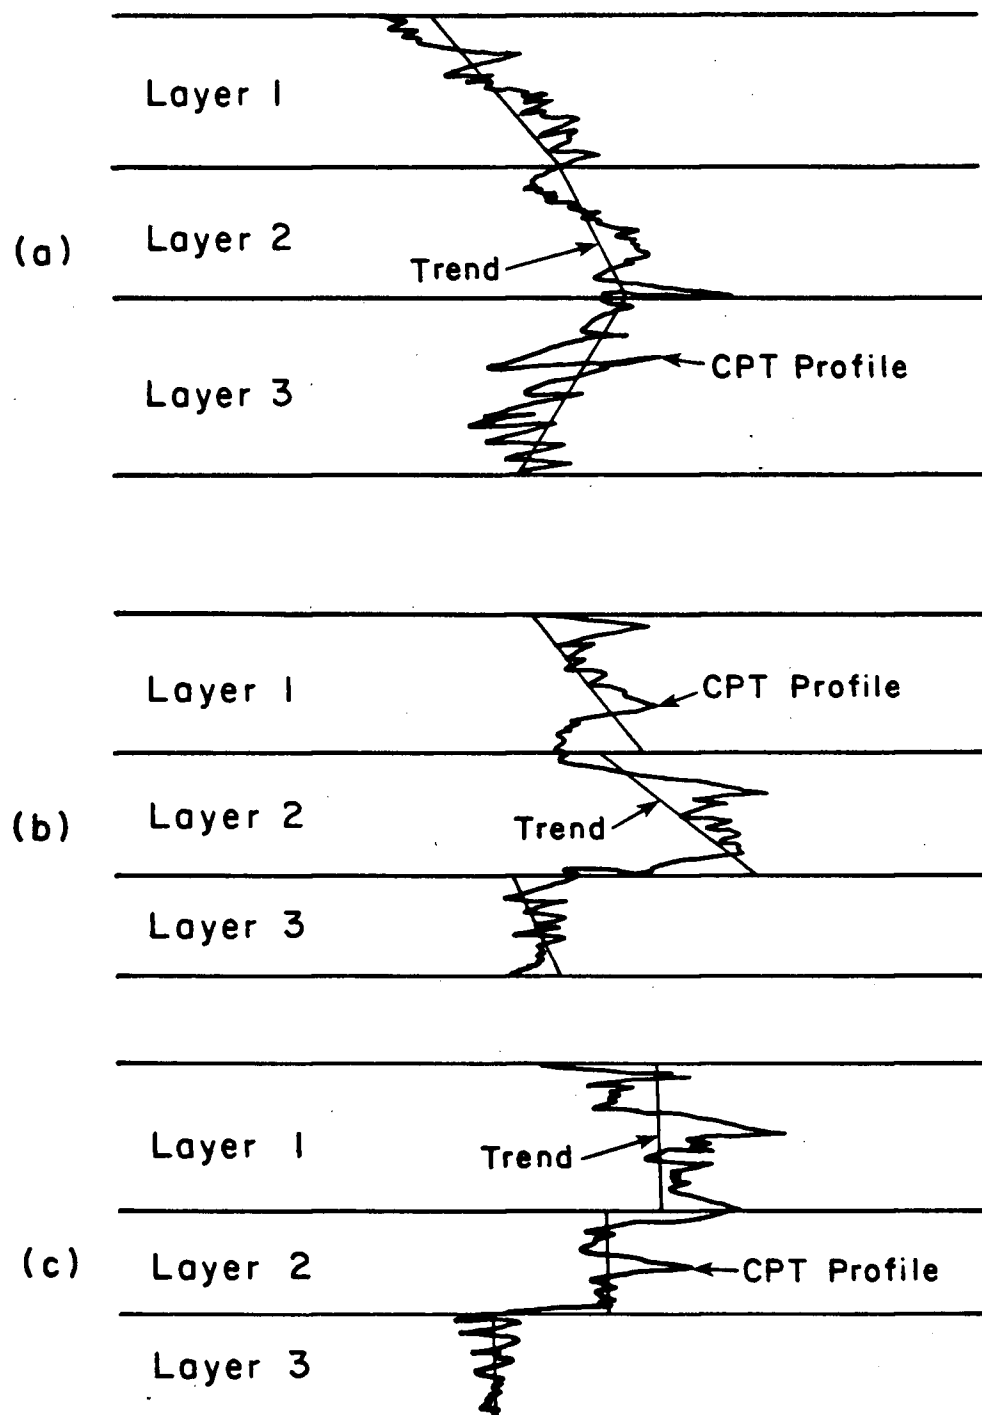 Layer 1
(a)
Layer 2
Trend
CPT Profile
Layer 3
Layer 1
CPT Profile
(b)
Layer 2
Trend
Layer 3
Layer 1
Trend
(c)
Layer 2
CPT Profile
Layer 3